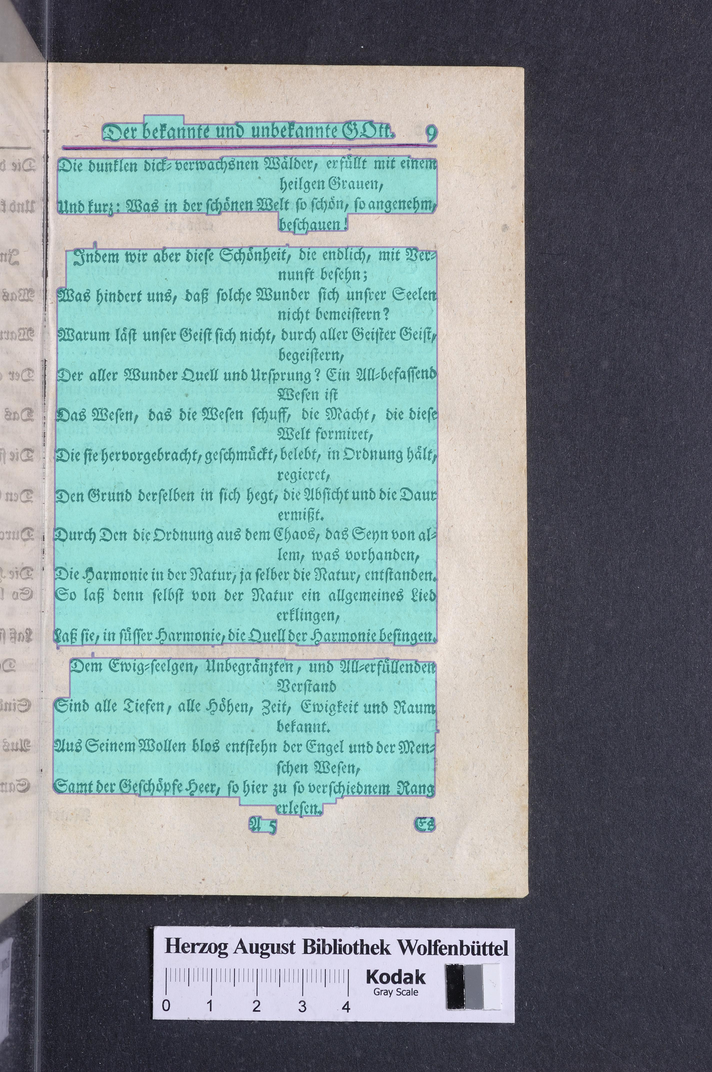 Der bekannte und unbekannte GOtt. 9
Die dunklen dick-verwachsnen Wälder, erfüllt mit einem
heilgen Grauen,
Und kurz: Was in der schönen Welt so schön, so angenehm,
beschauen!
Indem wir aber diese Schönheit, die endlich, mit Ver-
nunft besehn;
Was hindert uns, daß solche Wunder sich unsrer Seelen
nicht bemeistern?
Warum läst unser Geist sich nicht, durch aller Geister Geist,
begeistern,
Der aller Wunder Quell und Ursprung? Ein All-befassend
Wesen ist
Das Wesen, das die Wesen schuff, die Macht, die diese
Welt formiret,
Die sie hervorgebracht, geschmückt, belebt, in Ordnung hält,
regieret,
Den Grund derselben in sich hegt, die Absicht und die Daur
ermißt.
Durch Den die Ordnung aus dem Chaos, das Seyn von al-
lem, was vorhanden,
Die Harmonie in der Natur, ja selber die Natur, entstanden.
So laß denn selbst von der Natur ein allgemeines Lied
erklingen,
Laß sie, in süsser Harmonie, die Quell der Harmonie besingen.
Dem Ewig-seelgen, Unbegränzten, und All-erfüllenden
Verstand
Sind alle Tiefen, alle Höhen, Zeit, Ewigkeit und Raum
bekannt.
Aus Seinem Wollen blos entstehn der Engel und der Men-
schen Wesen,
Samt der Geschöpfe Heer, so hier zu so verschiednem Rang
erlesen.
A 5 Es
Herzog August Bibliothek Wolfenbüttel
Kodak
Gray Scale
0 1 2 3 4